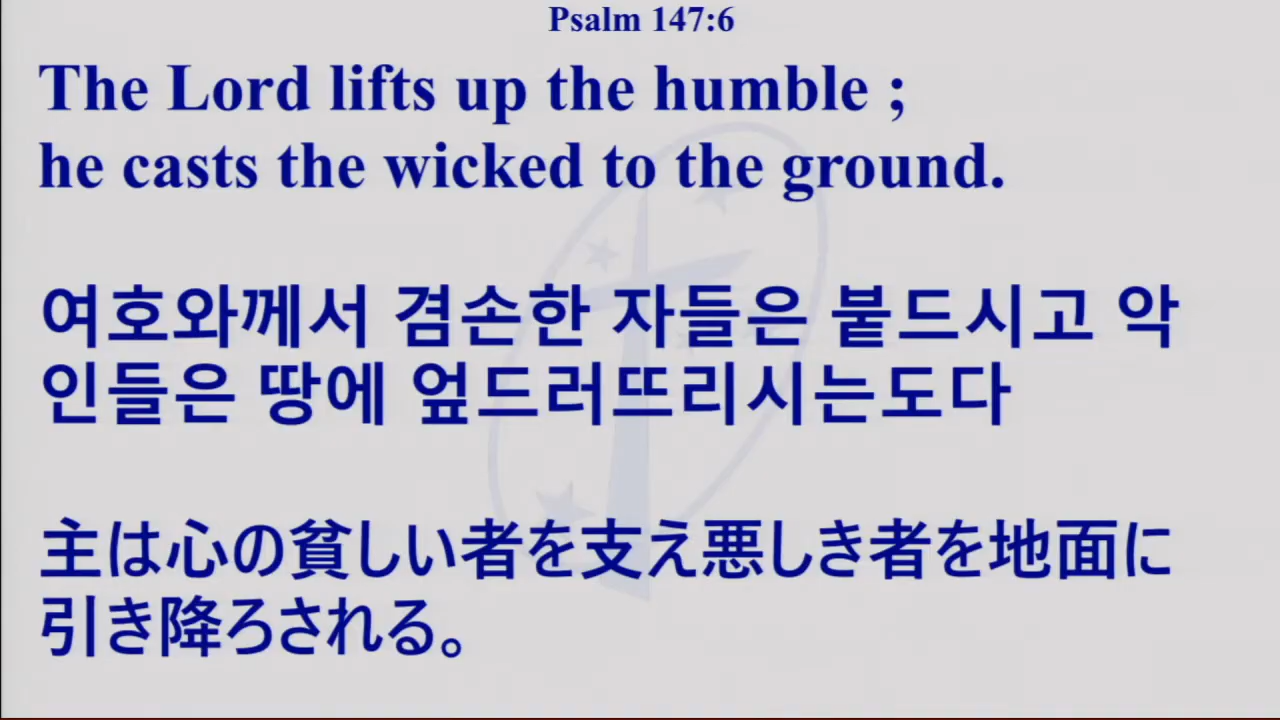 Psalm 147:6
The Lord lifts up the humble ;
he casts the wicked to the ground.
여호와께서 겸손한 자들은 붙드시고 악
인들은 땅에 엎드러뜨리시는도다
主は心の貧しい者を支え悪しき者を地面に
引き降ろされる。